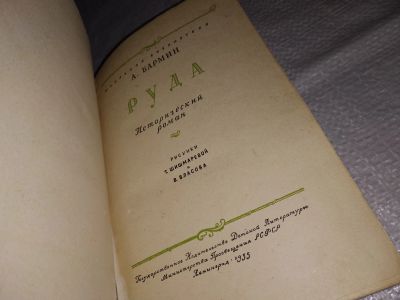 А. БАРМИН
РУДА
Исторический
роман
РИСУНКИ
Т. ШИШМАРЕВОЙ
и
В. ВЛАСОВА
Государственное Издательство Детской Литературы
Министерства Просвещения РСФСР
Ленинград · 1955